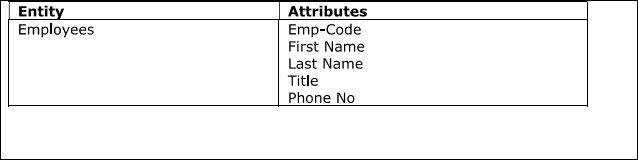 Entity Attributes
Employees Emp-Code
First Name
Last Name
Title
Phone No